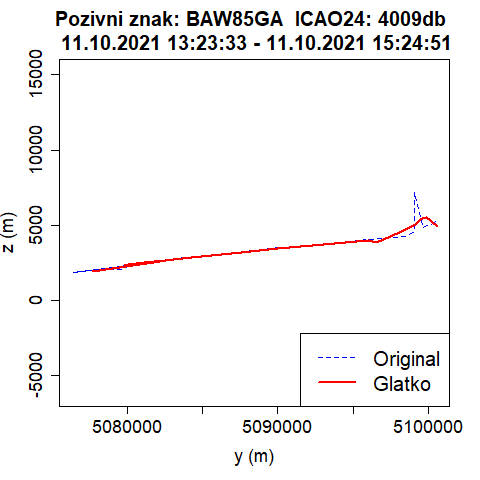 Pozivni znak: BAW85GA  ICAO24: 4009db
11.10.2021 13:23:33 - 11.10.2021 15:24:51
z (m)
15000
10000
5000
0
-5000
Original
Glatko
5080000
5090000
5100000
y (m)